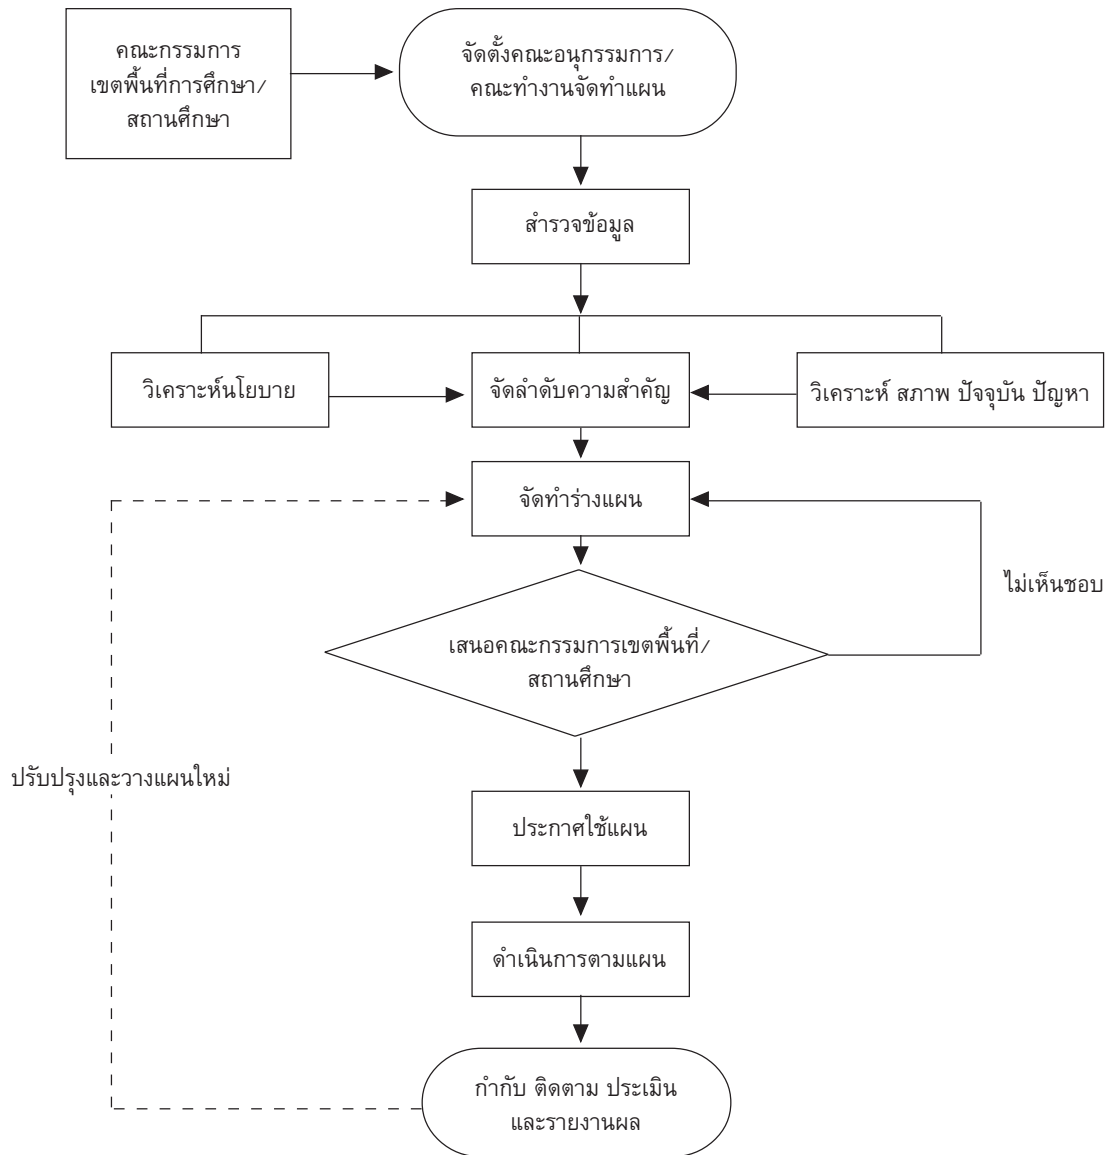 คณะกรรมการ
เขตพื้นที่การศึกษา/
สถานศึกษา
จัดตั้งคณะอนุกรรมการ/
คณะทำงานจัดทำแผน
สำรวจข้อมูล
วิเคราะห์นโยบาย
จัดลำดับความสำคัญ
วิเคราะห์ สภาพ ปัจจุบัน ปัญหา
จัดทำร่างแผน
ไม่เห็นชอบ
เสนอคณะกรรมการเขตพื้นที่/
สถานศึกษา
ปรับปรุงและวางแผนใหม่
ประกาศใช้แผน
ดำเนินการตามแผน
กำกับ ติดตาม ประเมิน
และรายงานผล